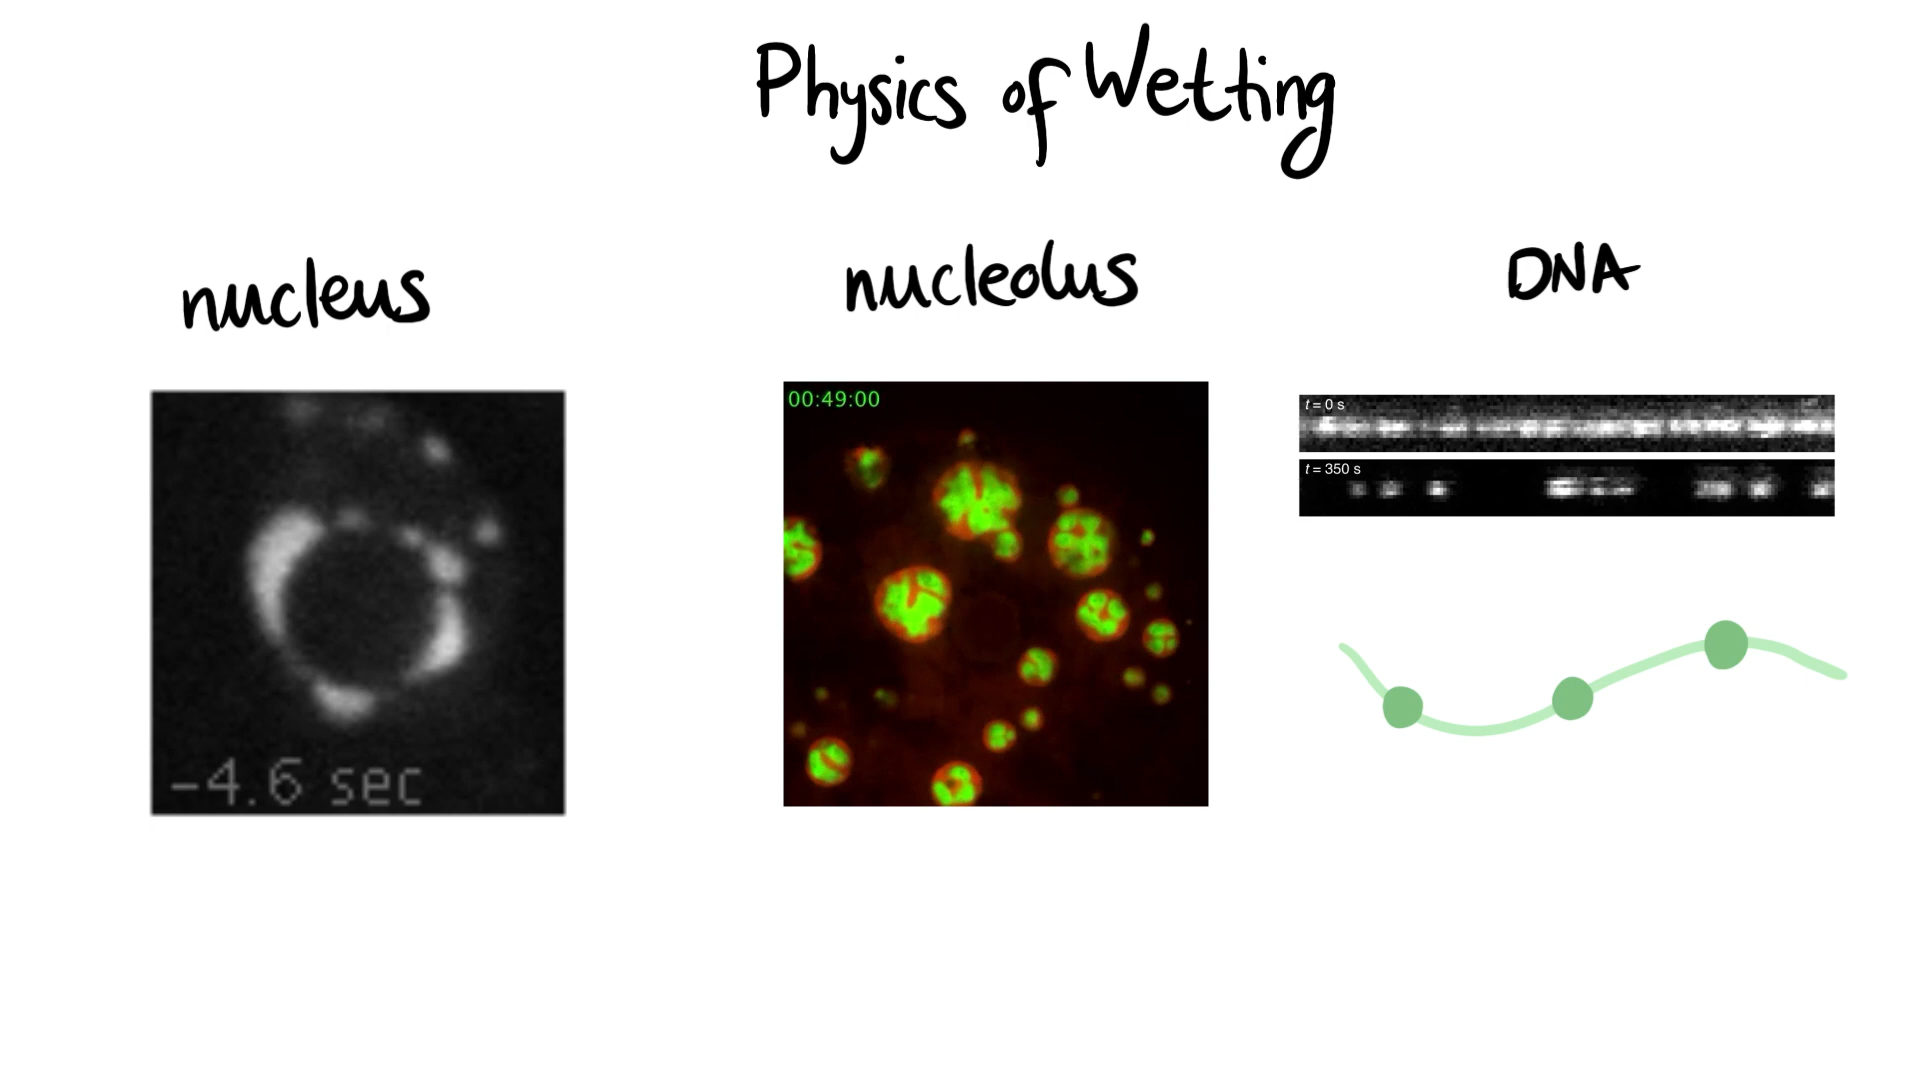 Physics of Wetting
nucleus
nucleolus
DNA
-4.6 sec
00:49:00
t = 0 s
t = 350 s